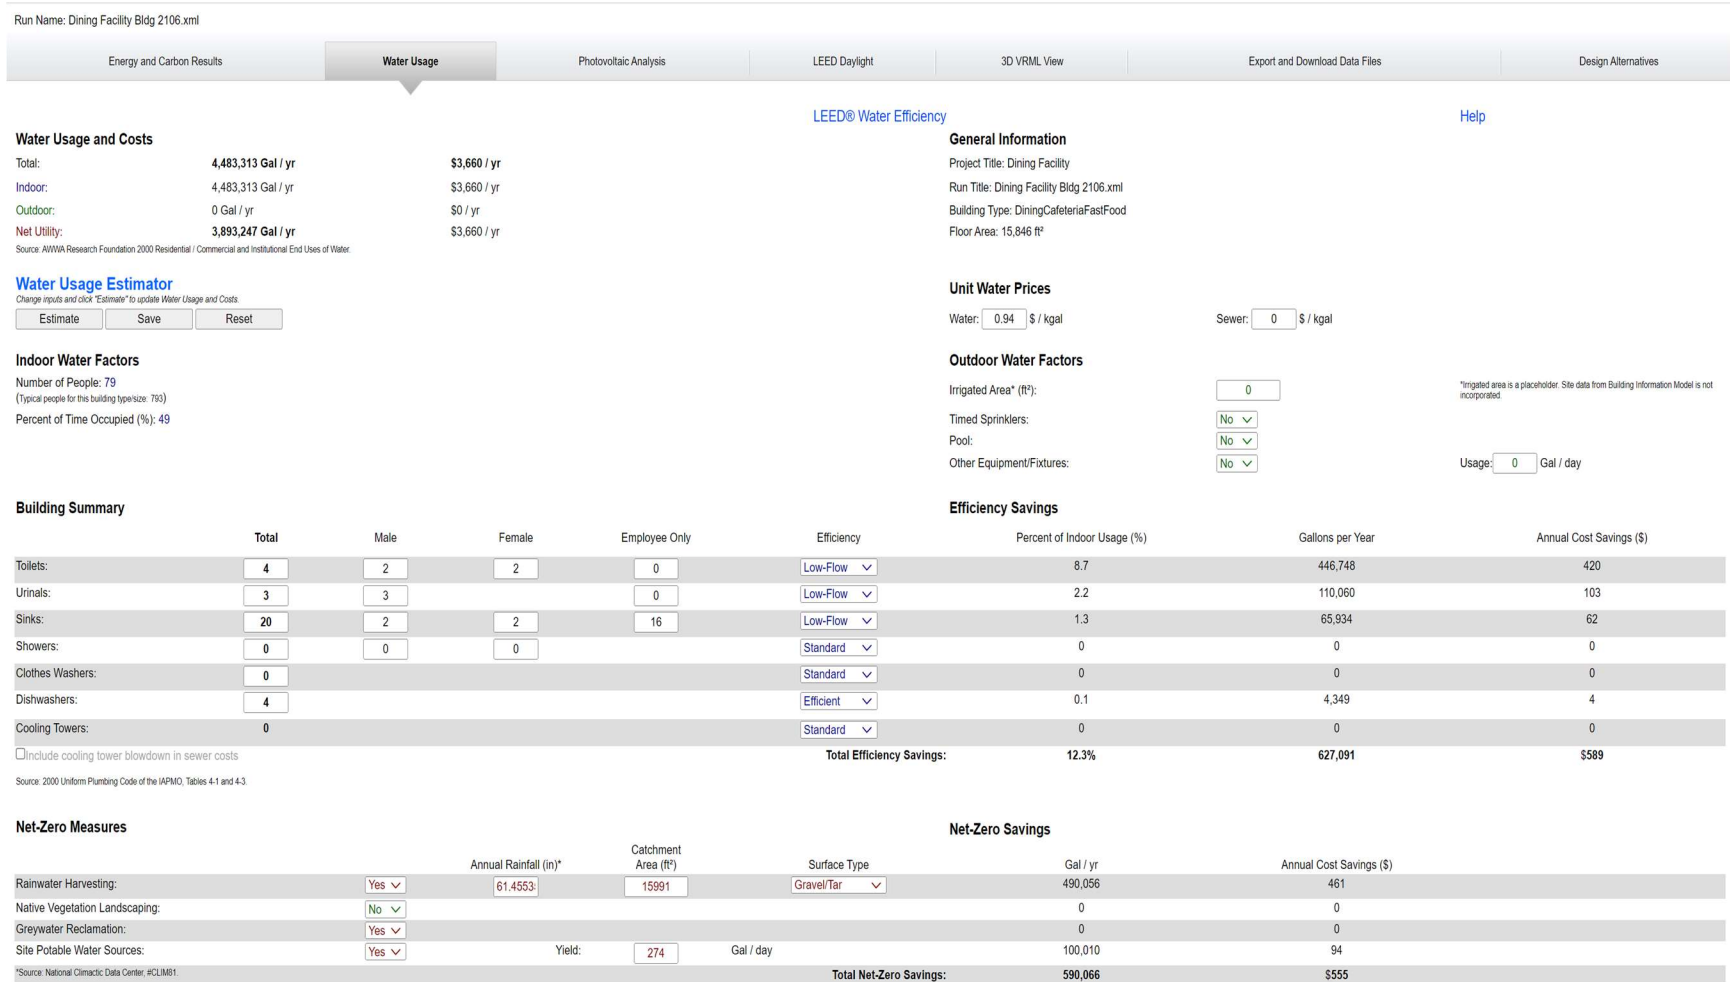 Run Name: Dining Facility Bldg 2106.xml
Energy and Carbon Results Water Usage Photovoltaic Analysis LEED Daylight 3D VRML View Export and Download Data Files Design Alternatives
LEED® Water Efficiency Help
Water Usage and Costs General Information
Total: 4,483,313 Gal / yr $3,660 / yr Project Title: Dining Facility
Indoor: 4,483,313 Gal / yr $3,660 / yr Run Title: Dining Facility Bldg 2106.xml
Outdoor: 0 Gal / yr $0 / yr Building Type: DiningCafeteriaFastFood
Net Utility: 3,893,247 Gal / yr $3,660 / yr Floor Area: 15,846 ft²
Source: AWWA Research Foundation 2000 Residential / Commercial and Institutional End Uses of Water.
Water Usage Estimator Unit Water Prices
Change inputs and click "Estimate" to update Water Usage and Costs.
Estimate Save Reset Water: 0.94 $ / kgal Sewer: 0 $ / kgal
Indoor Water Factors Outdoor Water Factors
Number of People: 79 Irrigated Area* (ft²): 0 *Irrigated area is a placeholder. Site data from Building Information Model is not
incorporated.
(Typical people for this building type/size: 793)
Percent of Time Occupied (%): 49 Timed Sprinklers: No
Pool: No
Other Equipment/Fixtures: No Usage: 0 Gal / day
Building Summary Efficiency Savings
Total Male Female Employee Only Efficiency Percent of Indoor Usage (%) Gallons per Year Annual Cost Savings ($)
Toilets: 4 2 2 0 Low-Flow 8.7 446,748 420
Urinals: 3 3 0 Low-Flow 2.2 110,060 103
Sinks: 20 2 2 16 Low-Flow 1.3 65,934 62
Showers: 0 0 0 Standard 0 0 0
Clothes Washers: 0 Standard 0 0 0
Dishwashers: 4 Efficient 0.1 4,349 4
Cooling Towers: 0 Standard 0 0 0
Include cooling tower blowdown in sewer costs Total Efficiency Savings: 12.3% 627,091 $589
Source: 2000 Uniform Plumbing Code of the IAPMO, Tables 4-1 and 4-3.
Net-Zero Measures Net-Zero Savings
Annual Rainfall (in)* Catchment Area (ft²) Surface Type Gal / yr Annual Cost Savings ($)
Rainwater Harvesting: Yes 61.4553 15991 Gravel/Tar 490,056 461
Native Vegetation Landscaping: No 0 0
Greywater Reclamation: Yes 0 0
Site Potable Water Sources: Yes Yield: 274 Gal / day 100,010 94
*Source: National Climactic Data Center, #CLIM81. Total Net-Zero Savings: 590,066 $555